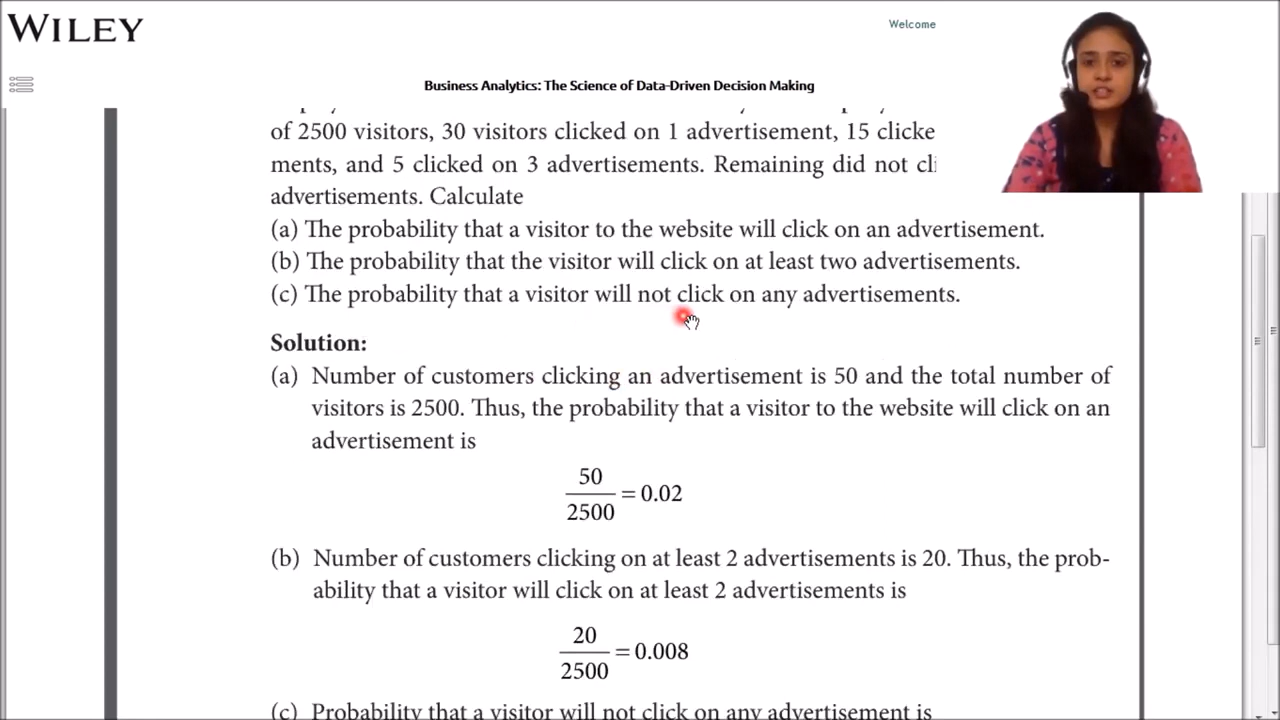 WILEY
Welcome
Business Analytics: The Science of Data-Driven Decision Making
of 2500 visitors, 30 visitors clicked on 1 advertisement, 15 clicke
ments, and 5 clicked on 3 advertisements. Remaining did not cli
advertisements. Calculate
(a) The probability that a visitor to the website will click on an advertisement.
(b) The probability that the visitor will click on at least two advertisements.
(c) The probability that a visitor will not click on any advertisements.
Solution:
(a) Number of customers clicking an advertisement is 50 and the total number of
visitors is 2500. Thus, the probability that a visitor to the website will click on an
advertisement is
50
2500 = 0.02
(b) Number of customers clicking on at least 2 advertisements is 20. Thus, the prob-
ability that a visitor will click on at least 2 advertisements is
20
2500 = 0.008
(c) Probability that a visitor will not click on any advertisement is